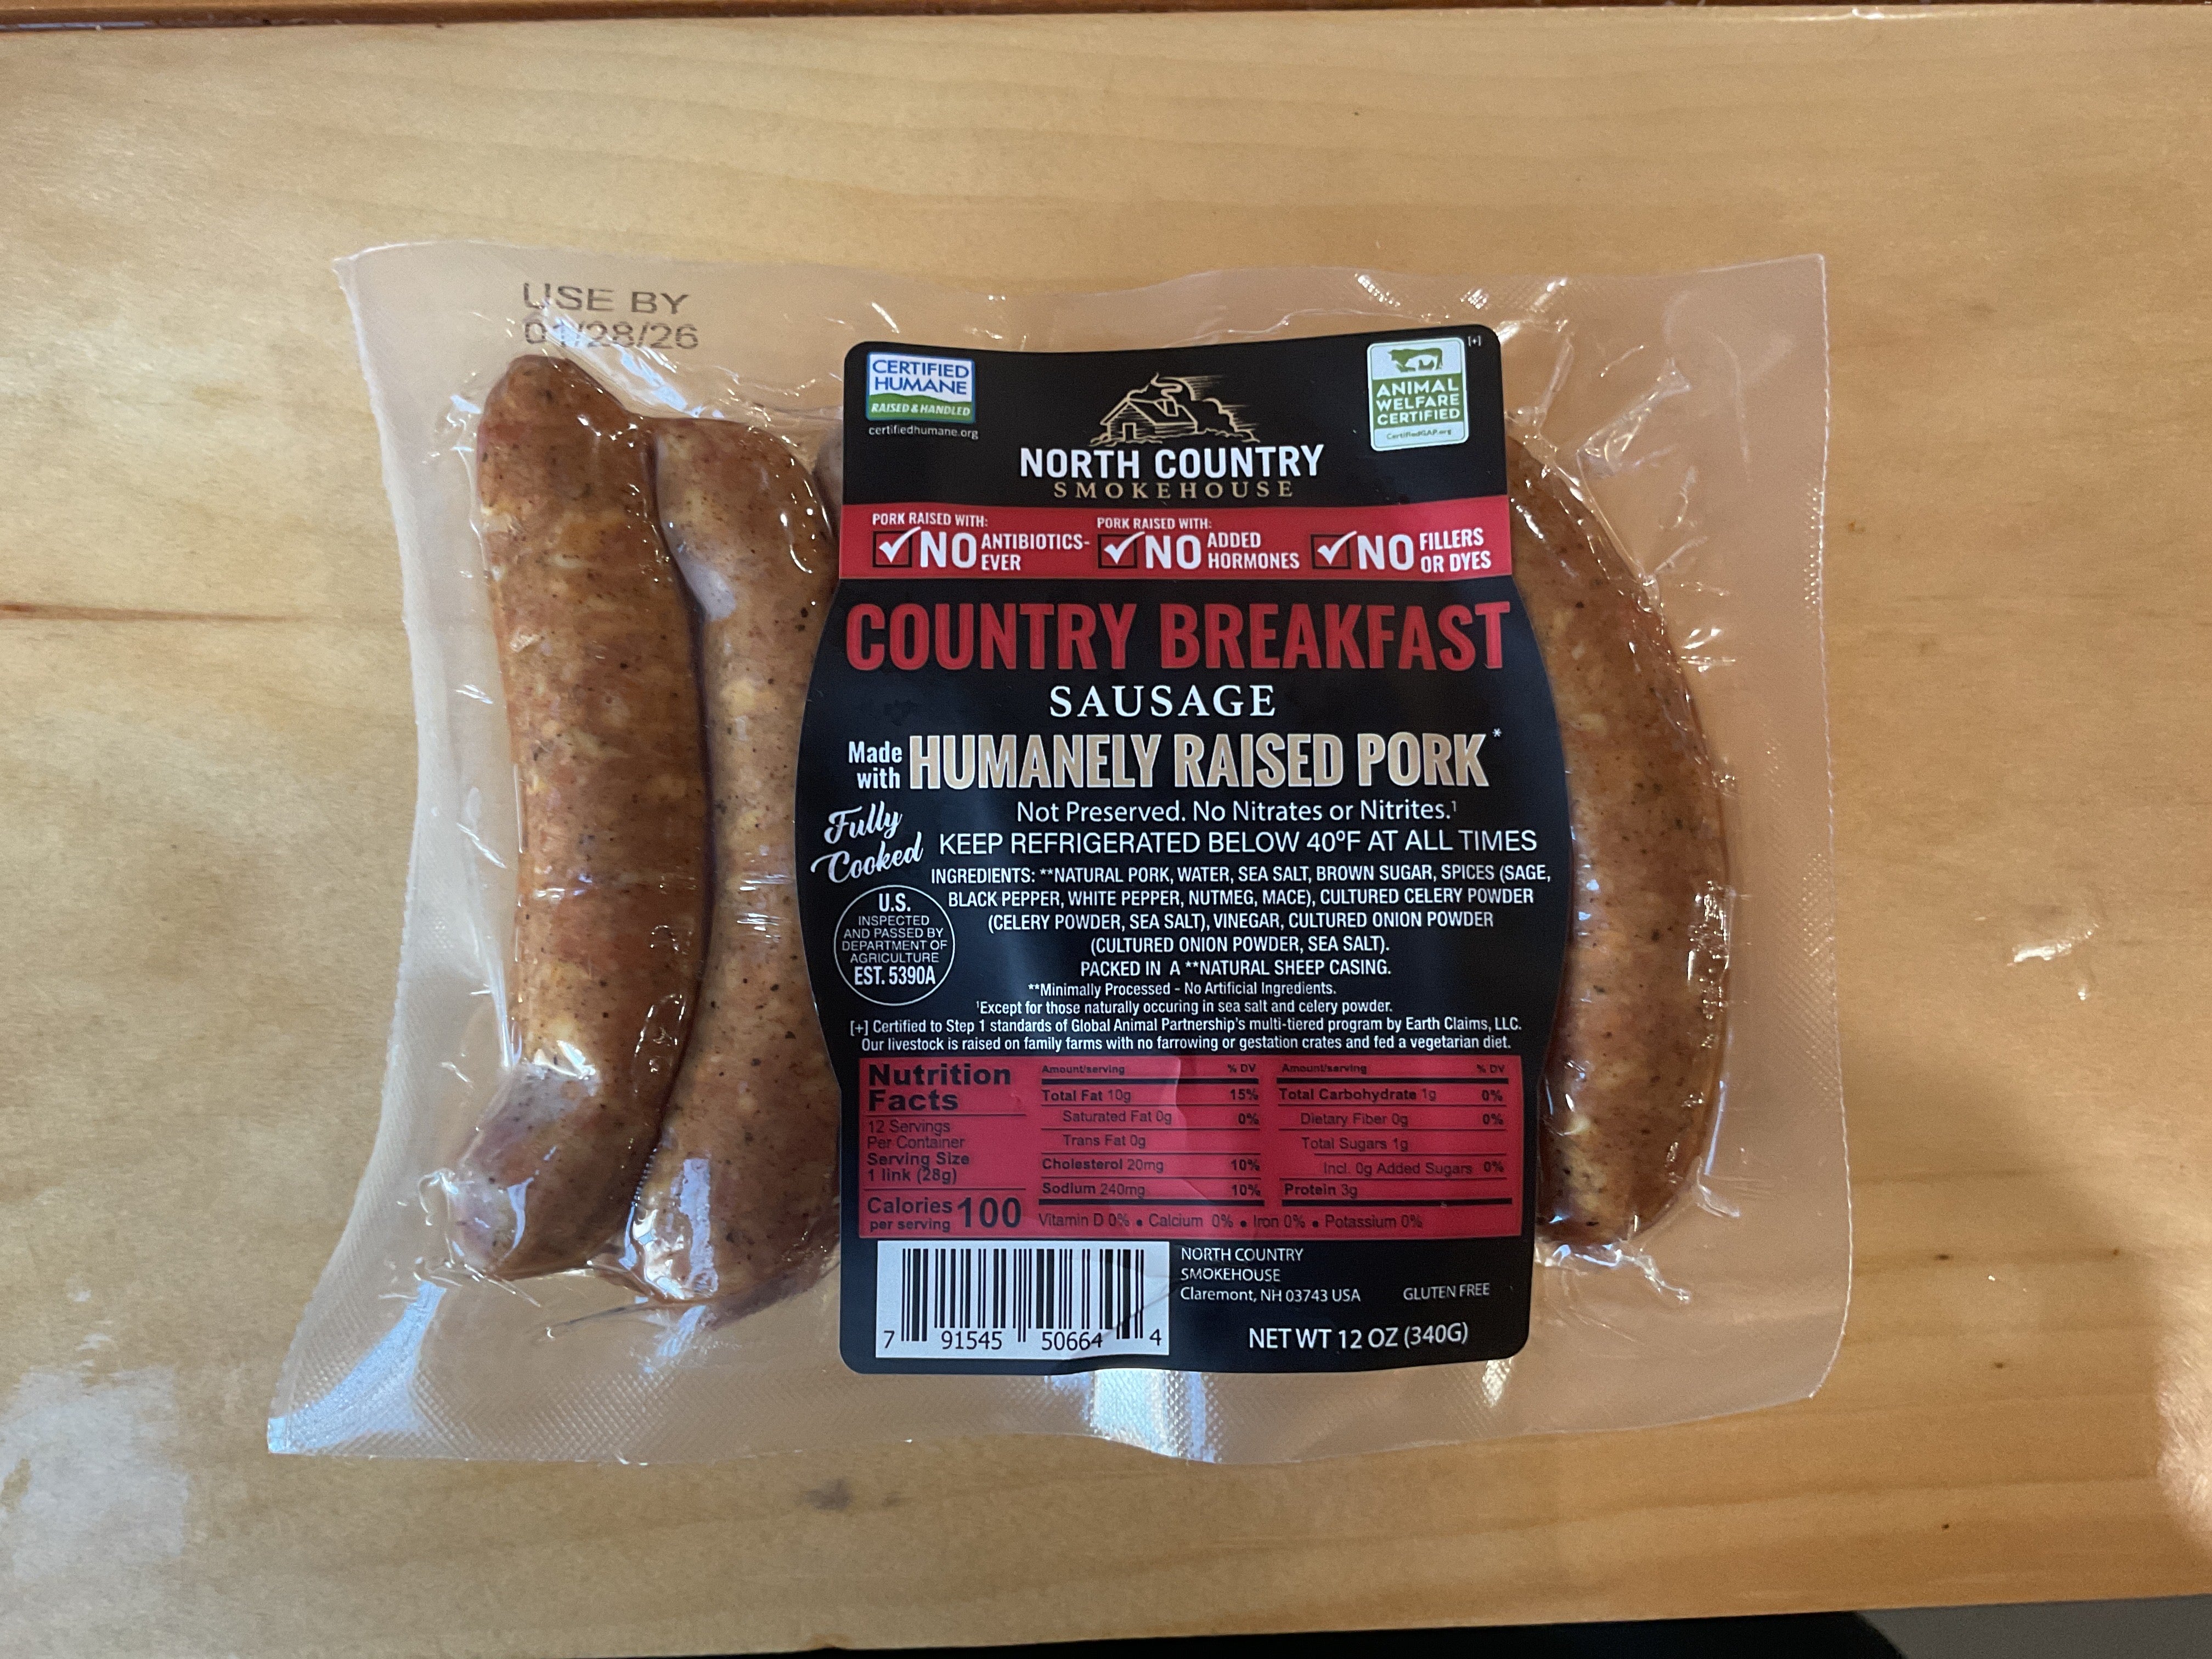 USE BY
01/28/26
CERTIFIED
HUMANE
RAISED & HANDLED
certifiedhumane.org
[+]
ANIMAL
WELFARE
CERTIFIED
CertifiedGAP.org
NORTH COUNTRY
SMOKEHOUSE
PORK RAISED WITH:
NO ANTIBIOTICS-
EVER
PORK RAISED WITH:
NO ADDED
HORMONES
NO FILLERS
OR DYES
COUNTRY BREAKFAST
SAUSAGE
Made
with HUMANELY RAISED PORK*
Fully
Cooked
Not Preserved. No Nitrates or Nitrites.¹
KEEP REFRIGERATED BELOW 40ºF AT ALL TIMES
INGREDIENTS: **NATURAL PORK, WATER, SEA SALT, BROWN SUGAR, SPICES (SAGE,
BLACK PEPPER, WHITE PEPPER, NUTMEG, MACE), CULTURED CELERY POWDER
(CELERY POWDER, SEA SALT), VINEGAR, CULTURED ONION POWDER
(CULTURED ONION POWDER, SEA SALT).
PACKED IN A **NATURAL SHEEP CASING.
U.S.
INSPECTED
AND PASSED BY
DEPARTMENT OF
AGRICULTURE
EST. 5390A
**Minimally Processed - No Artificial Ingredients.
¹Except for those naturally occuring in sea salt and celery powder.
[+] Certified to Step 1 standards of Global Animal Partnership's multi-tiered program by Earth Claims, LLC.
Our livestock is raised on family farms with no farrowing or gestation crates and fed a vegetarian diet.
Nutrition
Facts
12 Servings
Per Container
Serving Size
1 link (28g)
Calories 100
per serving
Amount/serving % DV
Total Fat 10g 15%
Saturated Fat 0g 0%
Trans Fat 0g
Cholesterol 20mg 10%
Sodium 240mg 10%
Amount/serving % DV
Total Carbohydrate 1g 0%
Dietary Fiber 0g 0%
Total Sugars 1g
Incl. 0g Added Sugars 0%
Protein 3g
Vitamin D 0% • Calcium 0% • Iron 0% • Potassium 0%
7 91545 50664 4
NORTH COUNTRY
SMOKEHOUSE
Claremont, NH 03743 USA
GLUTEN FREE
NET WT 12 OZ (340G)